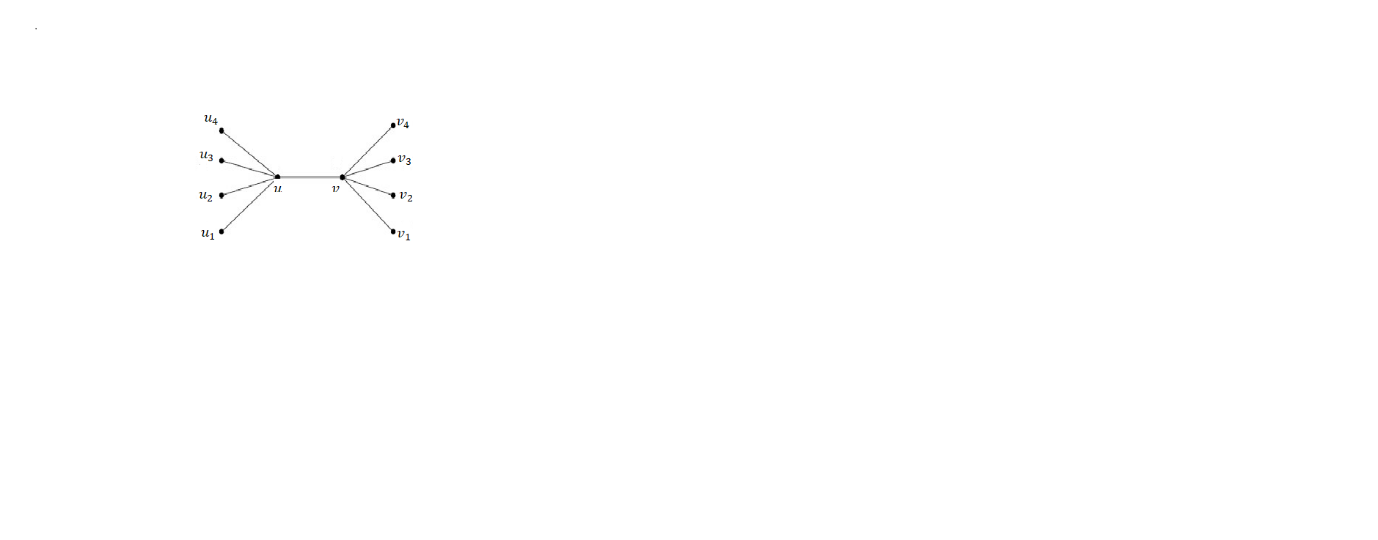 u₄ v₄
u₃ v₃
u v
u₂ v₂
u₁ v₁